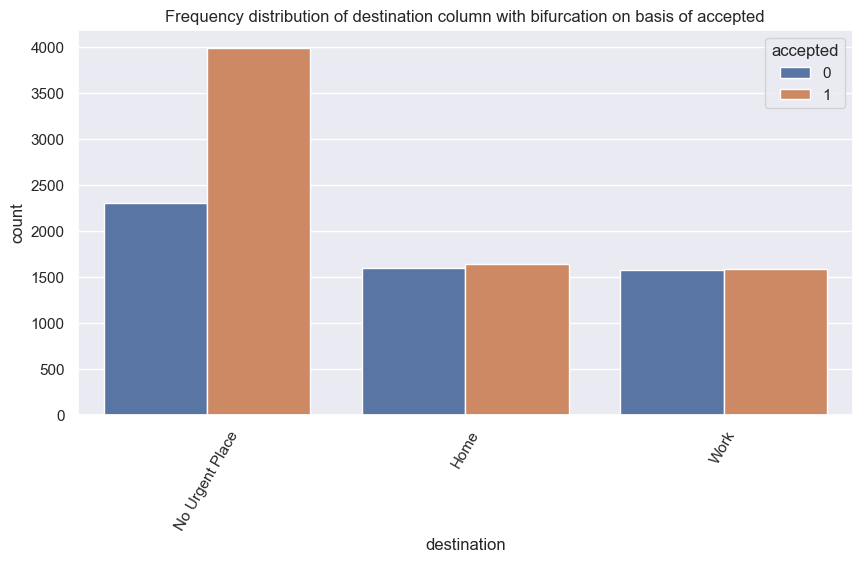 Frequency distribution of destination column with bifurcation on basis of accepted
accepted
0
1
count
4000
3500
3000
2500
2000
1500
1000
500
0
No Urgent Place
Home
Work
destination